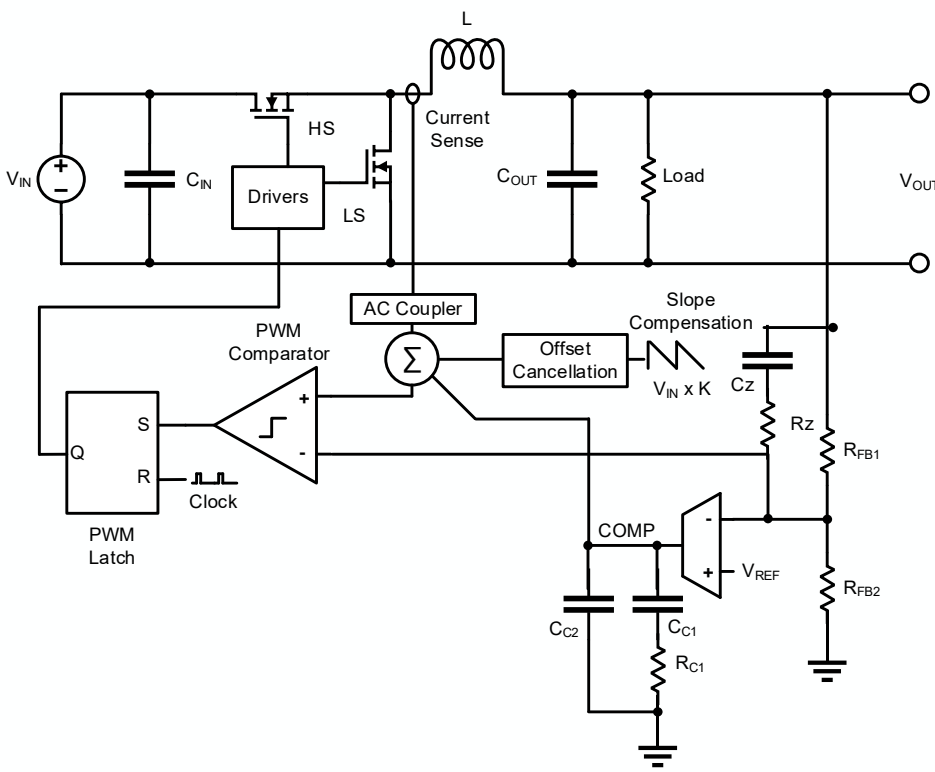 L
HS
Current
Sense
V_IN
+
−
C_IN
Drivers
LS
C_OUT
Load
V_OUT
AC Coupler
Slope
Compensation
PWM
Comparator
Σ
Offset
Cancellation
V_IN x K
Cz
Rz
+
-
S
Q
R
Clock
R_FB1
PWM
Latch
COMP
-
+
V_REF
R_FB2
C_C2
C_C1
R_C1